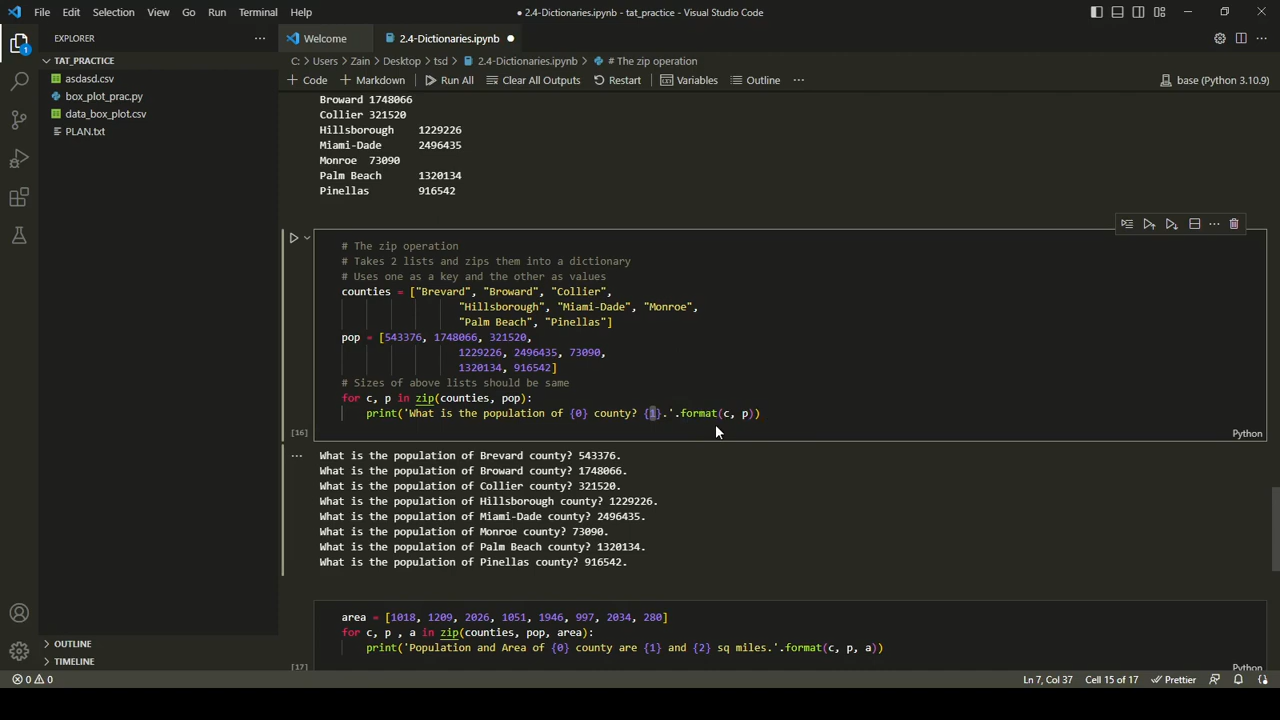 File Edit Selection View Go Run Terminal Help
● 2.4-Dictionaries.ipynb - tat_practice - Visual Studio Code
EXPLORER
Welcome
2.4-Dictionaries.ipynb
TAT_PRACTICE
C: > Users > Zain > Desktop > tsd > 2.4-Dictionaries.ipynb > # The zip operation
asdasd.csv
box_plot_prac.py
data_box_plot.csv
PLAN.txt
1
+ Code + Markdown Run All Clear All Outputs Restart Variables Outline ···
base (Python 3.10.9)
Broward 1748066
Collier 321520
Hillsborough 1229226
Miami-Dade 2496435
Monroe 73090
Palm Beach 1320134
Pinellas 916542
# The zip operation
# Takes 2 lists and zips them into a dictionary
# Uses one as a key and the other as values
counties = ["Brevard", "Broward", "Collier",
"Hillsborough", "Miami-Dade", "Monroe",
"Palm Beach", "Pinellas"]
pop = [543376, 1748066, 321520,
1229226, 2496435, 73090,
1320134, 916542]
# Sizes of above lists should be same
for c, p in zip(counties, pop):
print('What is the population of {0} county? {1}.'.format(c, p))
[16]
Python
What is the population of Brevard county? 543376.
What is the population of Broward county? 1748066.
What is the population of Collier county? 321520.
What is the population of Hillsborough county? 1229226.
What is the population of Miami-Dade county? 2496435.
What is the population of Monroe county? 73090.
What is the population of Palm Beach county? 1320134.
What is the population of Pinellas county? 916542.
area = [1018, 1209, 2026, 1051, 1946, 997, 2034, 280]
for c, p , a in zip(counties, pop, area):
print('Population and Area of {0} county are {1} and {2} sq miles.'.format(c, p, a))
[17]
Python
OUTLINE
TIMELINE
0 0
Ln 7, Col 37 Cell 15 of 17 Prettier